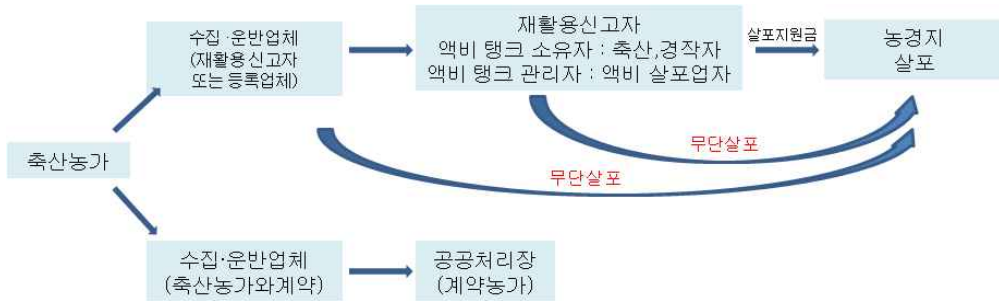 수집·운반업체
(재활용신고자
또는 등록업체)
재활용신고자
액비 탱크 소유자 : 축산,경작자
액비 탱크 관리자 : 액비 살포업자
살포지원금
농경지
살포
무단살포
무단살포
축산농가
수집·운반업체
(축산농가와계약)
공공처리장
(계약농가)